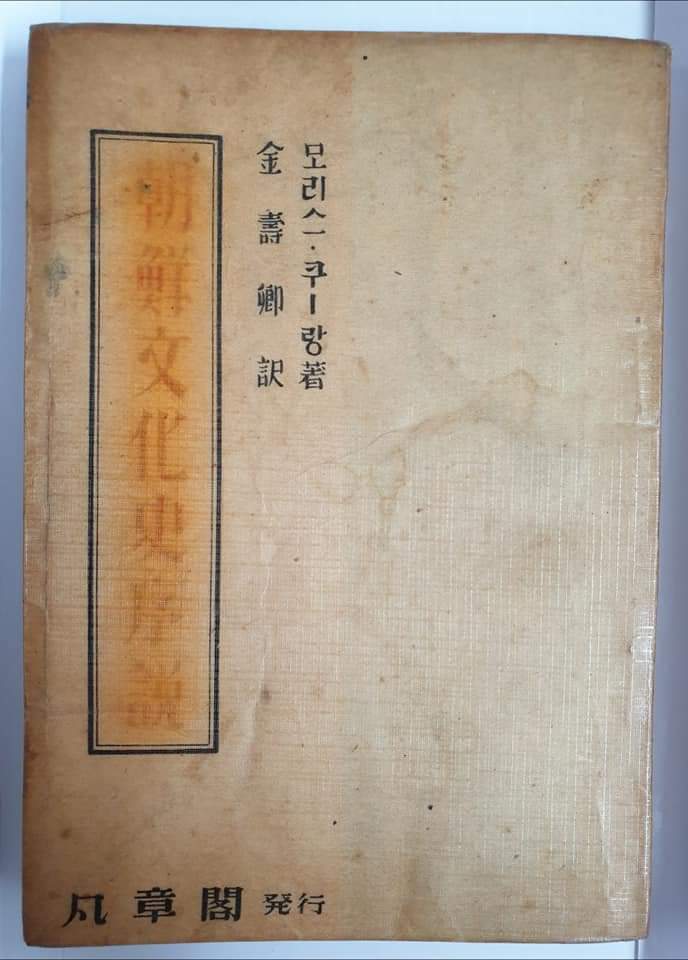 모리스·쿠ー랑著
金壽卿訳
朝鮮文化史序說
凡章閣 発行